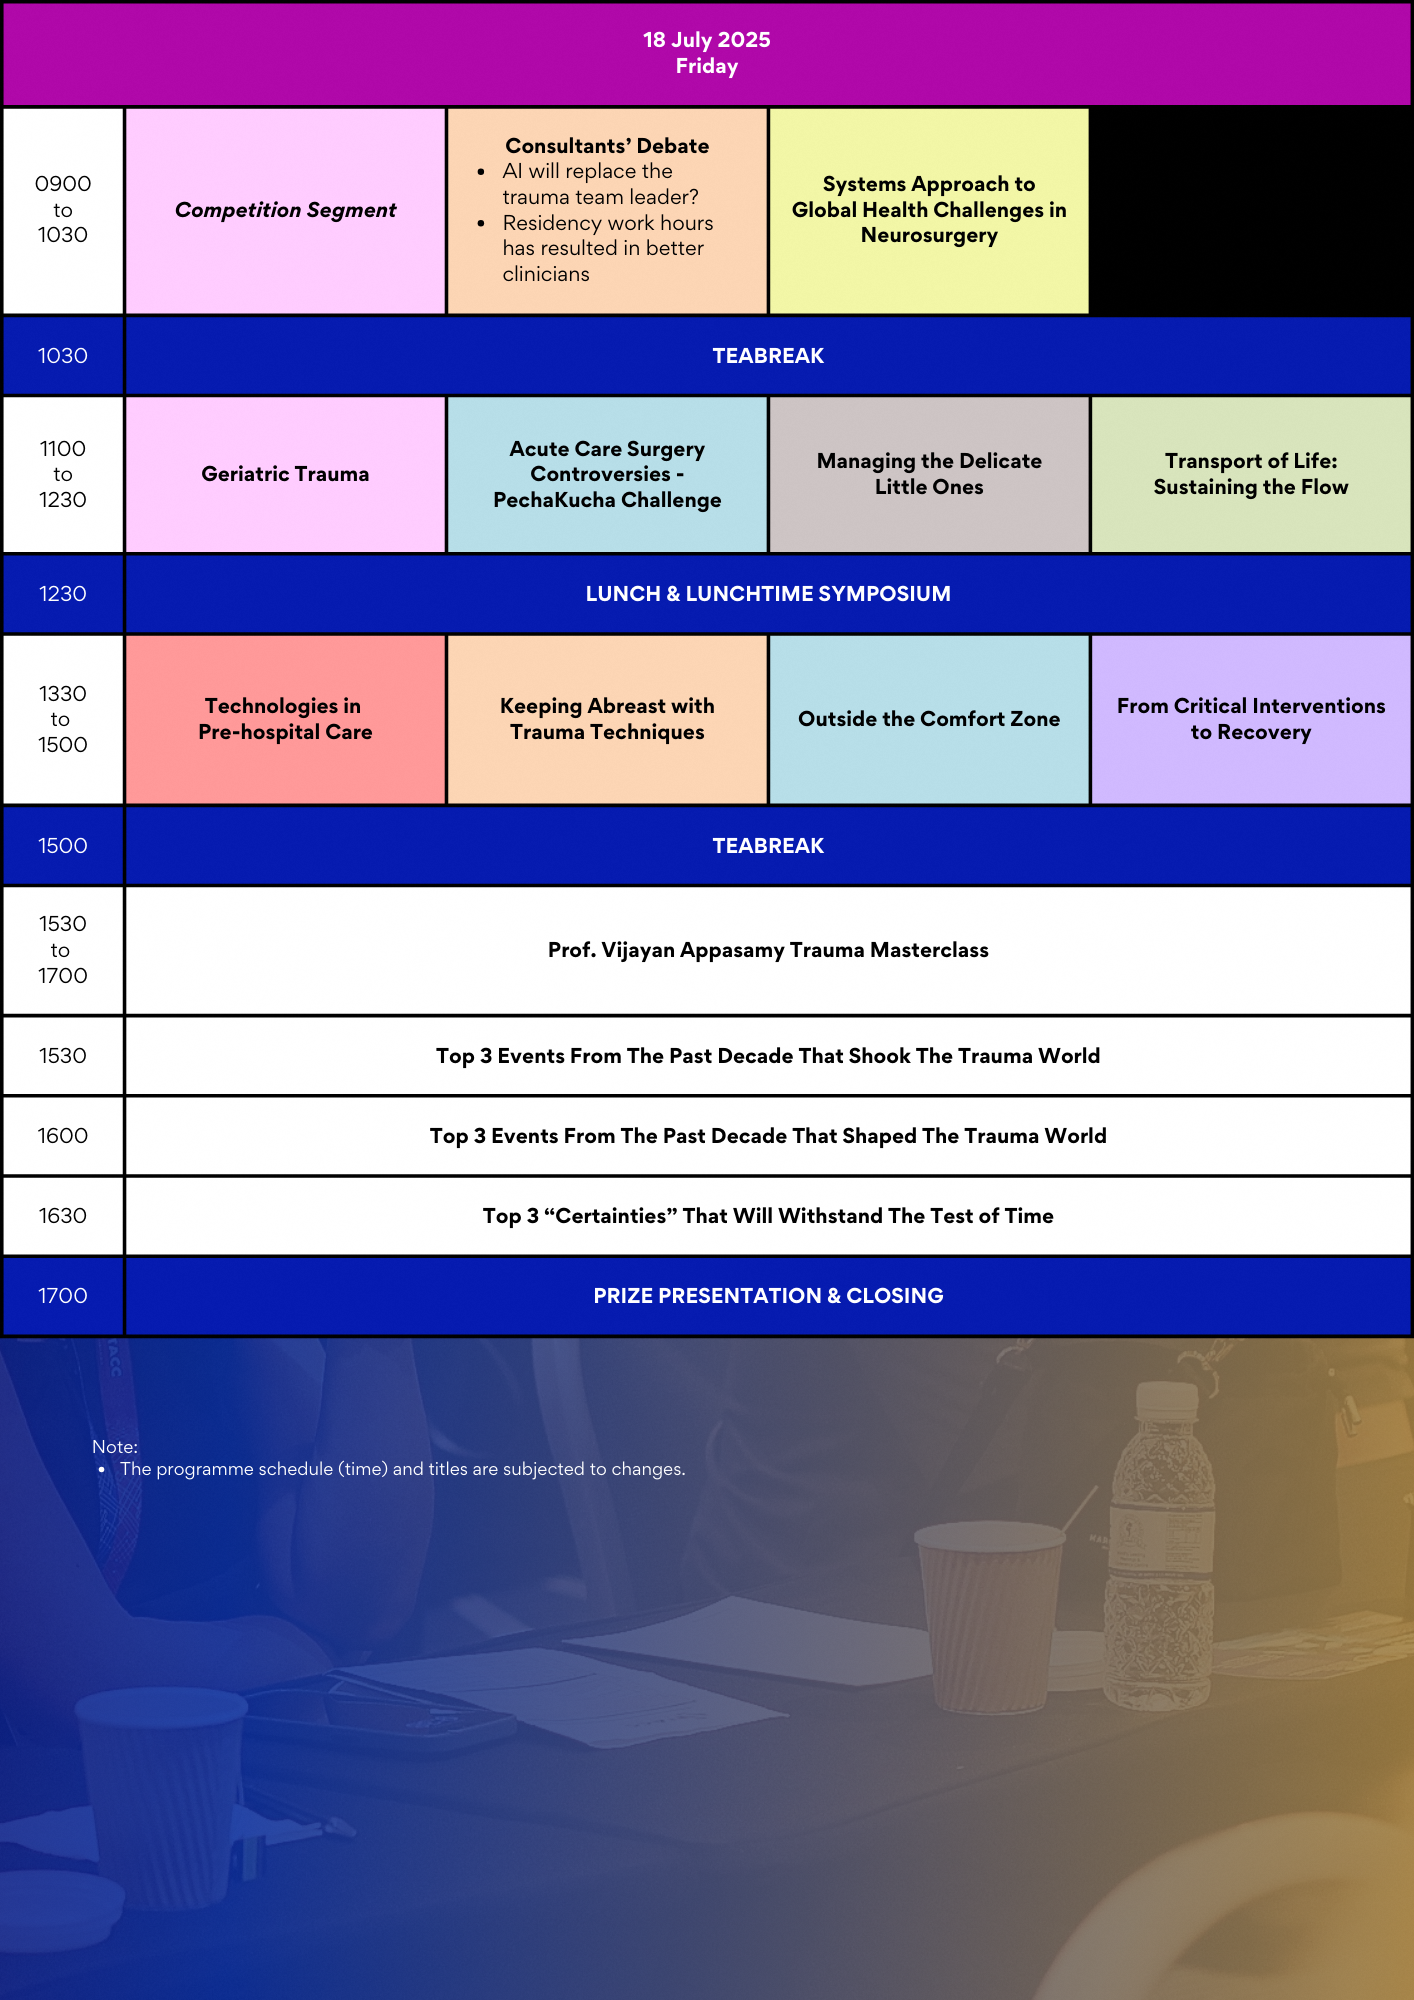 18 July 2025
Friday
0900
to
1030
Competition Segment
Consultants’ Debate
• AI will replace the
trauma team leader?
• Residency work hours
has resulted in better
clinicians
Systems Approach to
Global Health Challenges in
Neurosurgery
1030
TEABREAK
1100
to
1230
Geriatric Trauma
Acute Care Surgery
Controversies -
PechaKucha Challenge
Managing the Delicate
Little Ones
Transport of Life:
Sustaining the Flow
1230
LUNCH & LUNCHTIME SYMPOSIUM
1330
to
1500
Technologies in
Pre-hospital Care
Keeping Abreast with
Trauma Techniques
Outside the Comfort Zone
From Critical Interventions
to Recovery
1500
TEABREAK
1530
to
1700
Prof. Vijayan Appasamy Trauma Masterclass
1530
Top 3 Events From The Past Decade That Shook The Trauma World
1600
Top 3 Events From The Past Decade That Shaped The Trauma World
1630
Top 3 “Certainties” That Will Withstand The Test of Time
1700
PRIZE PRESENTATION & CLOSING
TACC
Note:
• The programme schedule (time) and titles are subjected to changes.